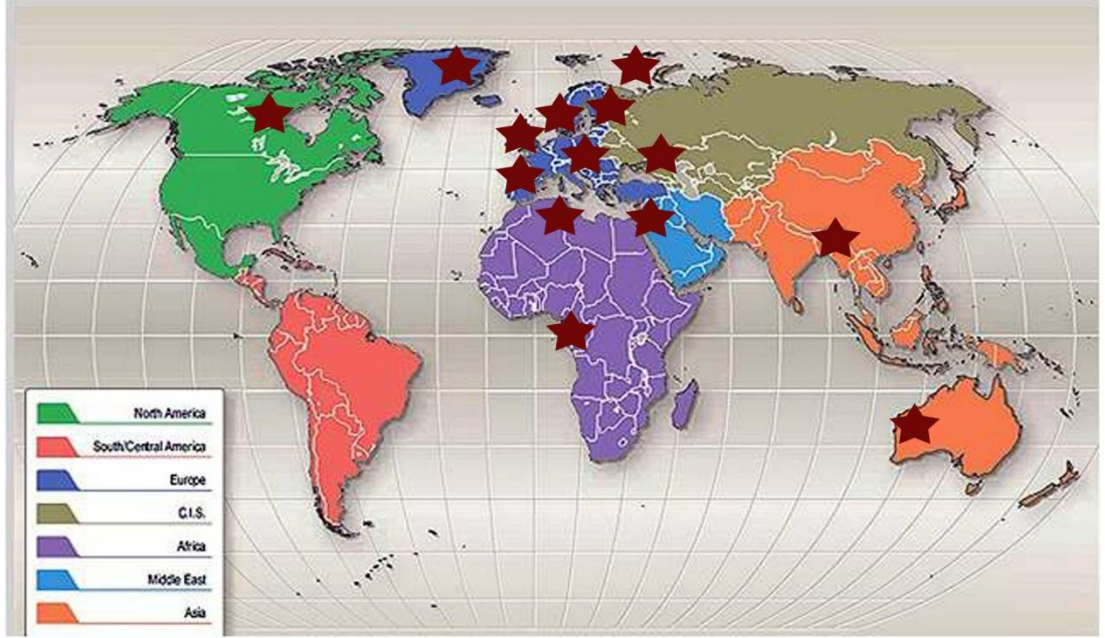 North America
South/Central America
Europe
C.I.S.
Africa
Middle East
Asia